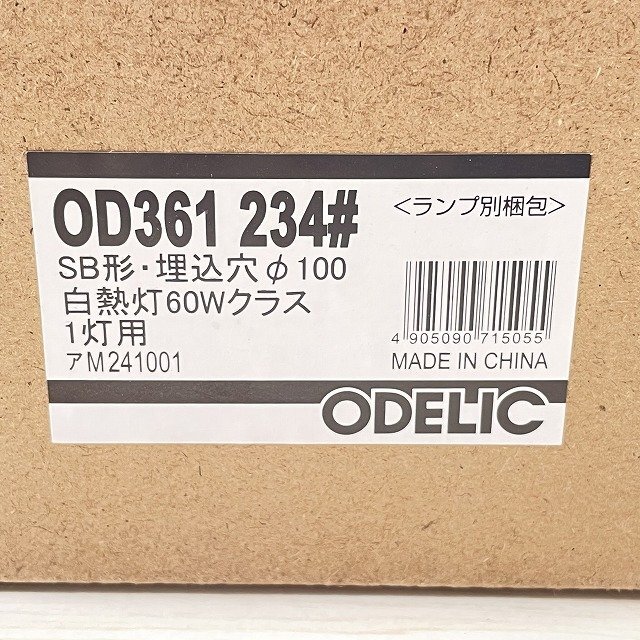 OD361 234#
<ランプ別梱包>
SB形・埋込穴φ100
白熱灯60Wクラス
1灯用
アM241001
4 905090 715055
MADE IN CHINA
ODELIC